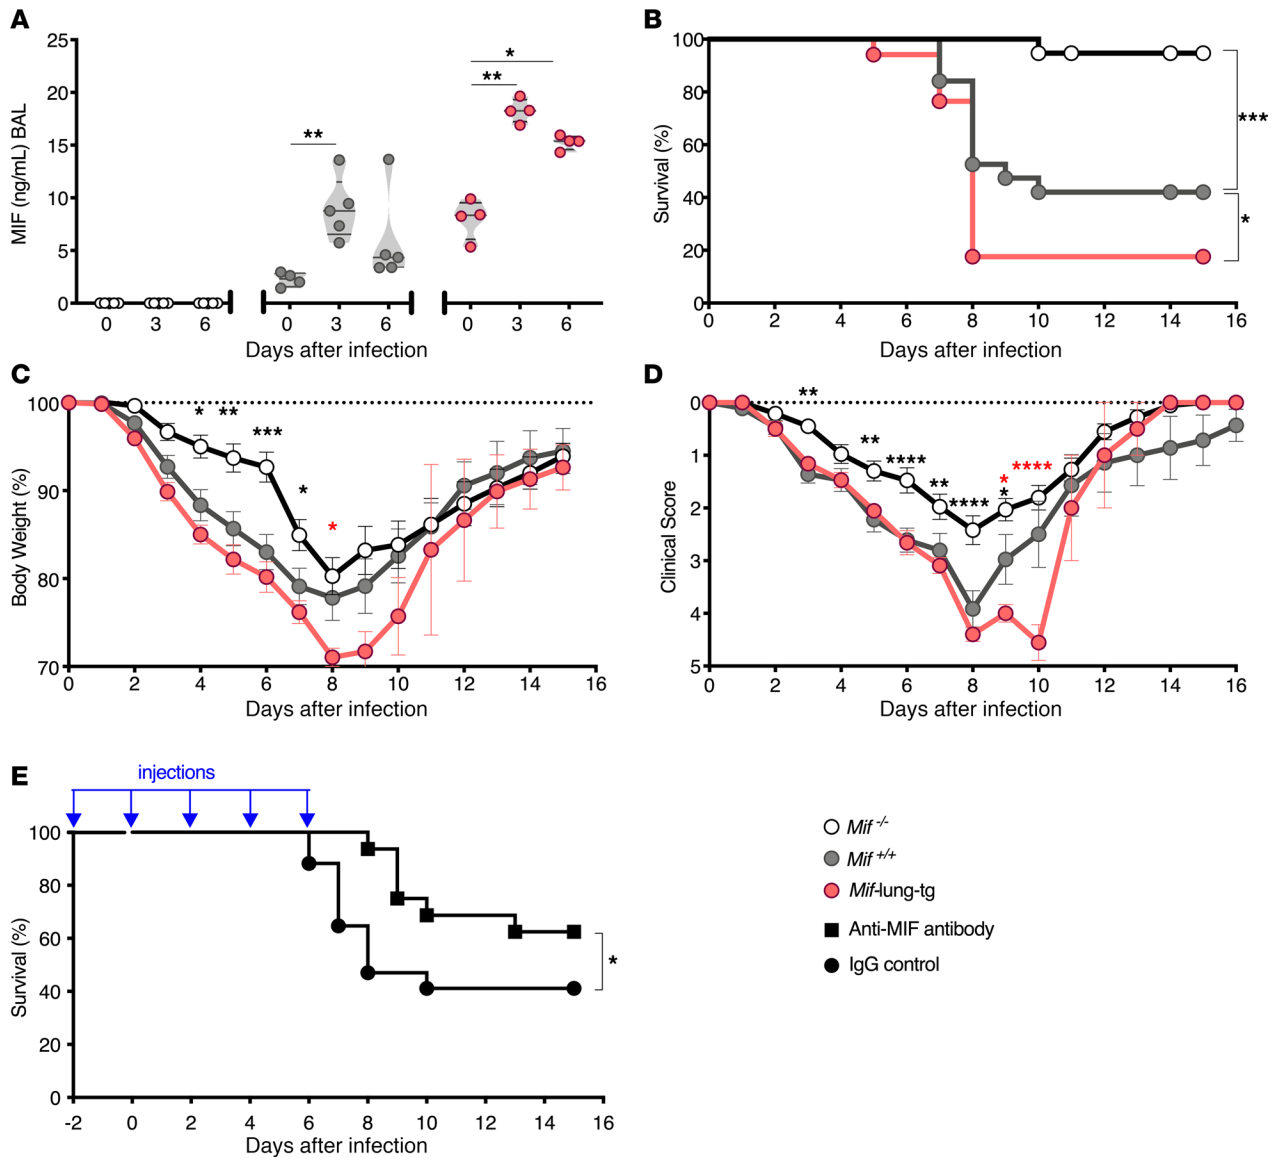 A
MIF (ng/mL) BAL
25
20
15
10
5
0
**
**
*
0 3 6 0 3 6 0 3 6
Days after infection
B
Survival (%)
100
80
60
40
20
0
***
*
0 2 4 6 8 10 12 14 16
Days after infection
C
Body Weight (%)
100
90
80
70
* ** *** * *
0 2 4 6 8 10 12 14 16
Days after infection
D
Clinical Score
0
1
2
3
4
5
** ** **** ** **** * * ****
0 2 4 6 8 10 12 14 16
Days after infection
E
injections
Survival (%)
100
80
60
40
20
0
*
-2 0 2 4 6 8 10 12 14 16
Days after infection
Mif -/-
Mif +/+
Mif-lung-tg
Anti-MIF antibody
IgG control